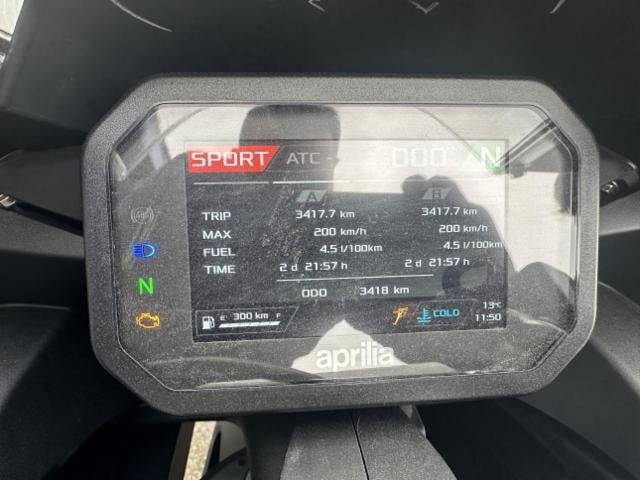 SPORT ATC - 000 N
A B
TRIP 3417.7 km 3417.7 km
MAX 200 km/h 200 km/h
FUEL 4.5 l/100km 4.5 l/100km
TIME 2 d 21:57 h 2 d 21:57 h
ODO 3418 km
N
E 300 km F COLD 13°C
11:50
aprilia